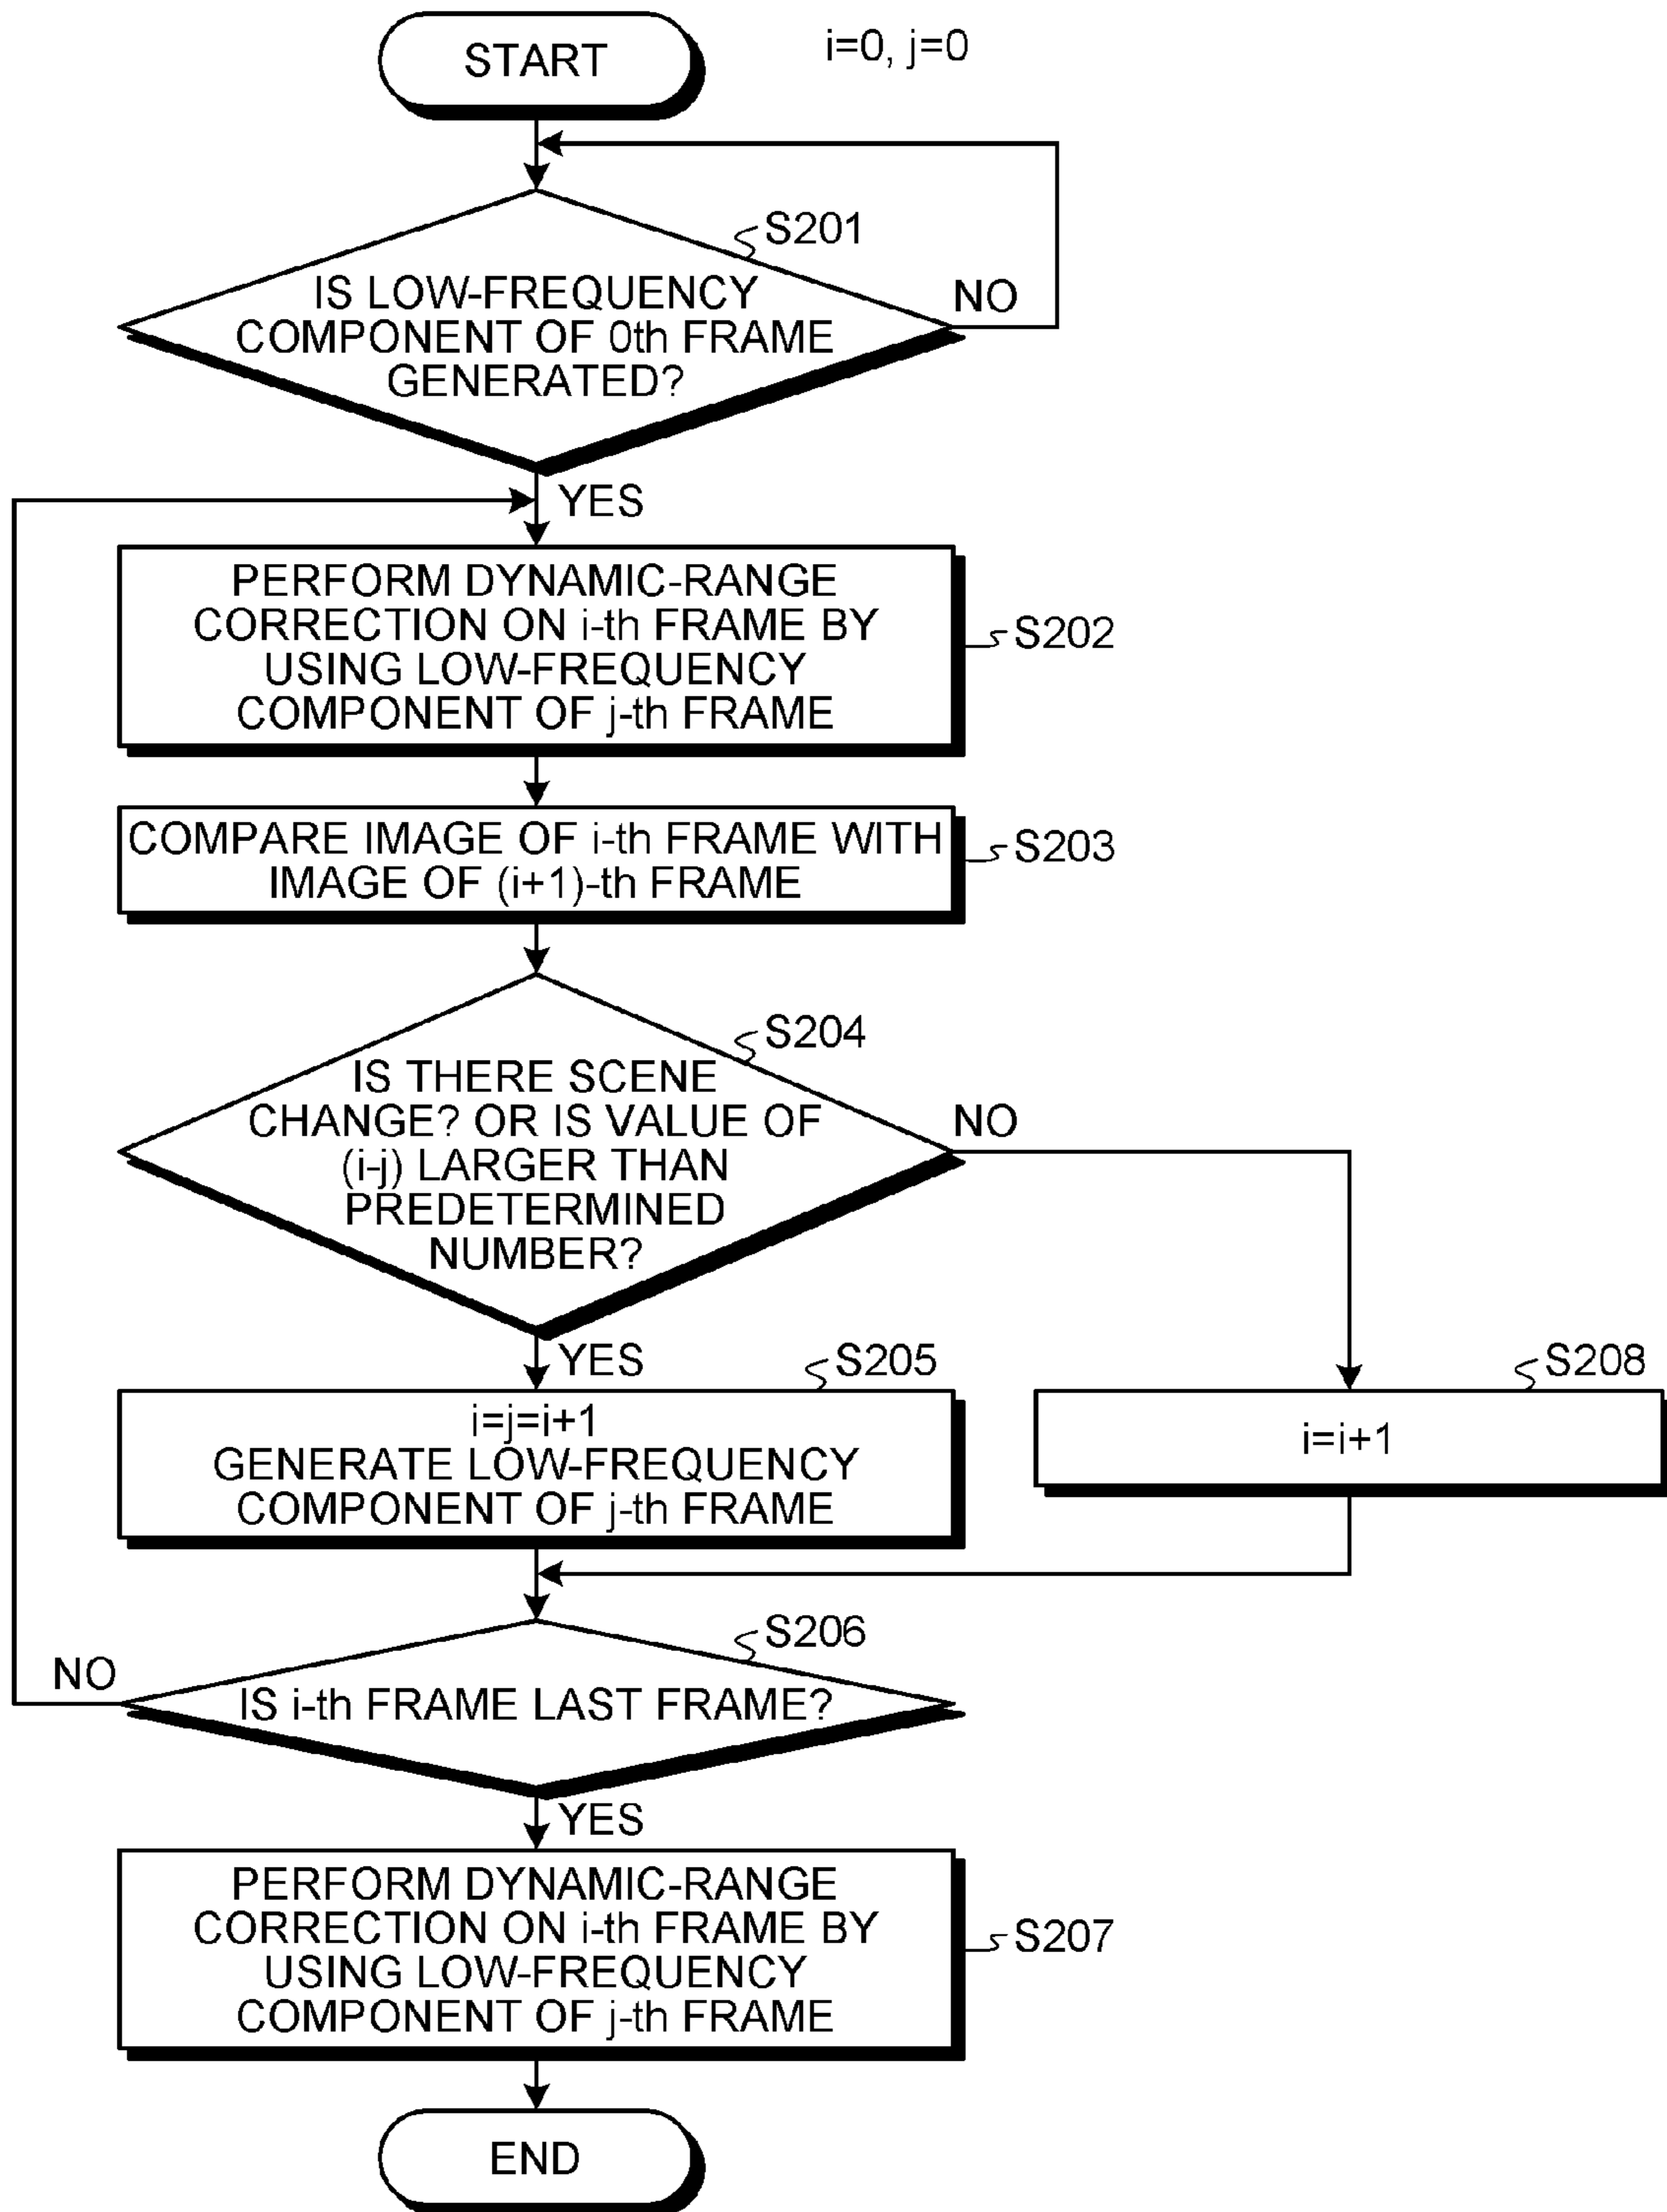 START
i=0, j=0
S201
IS LOW-FREQUENCY
COMPONENT OF 0th FRAME
GENERATED?
NO
YES
PERFORM DYNAMIC-RANGE
CORRECTION ON i-th FRAME BY
USING LOW-FREQUENCY
COMPONENT OF j-th FRAME
S202
COMPARE IMAGE OF i-th FRAME WITH
IMAGE OF (i+1)-th FRAME
S203
S204
IS THERE SCENE
CHANGE? OR IS VALUE OF
(i-j) LARGER THAN
PREDETERMINED
NUMBER?
NO
YES
S205
i=j=i+1
GENERATE LOW-FREQUENCY
COMPONENT OF j-th FRAME
S208
i=i+1
S206
NO
IS i-th FRAME LAST FRAME?
YES
PERFORM DYNAMIC-RANGE
CORRECTION ON i-th FRAME BY
USING LOW-FREQUENCY
COMPONENT OF j-th FRAME
S207
END